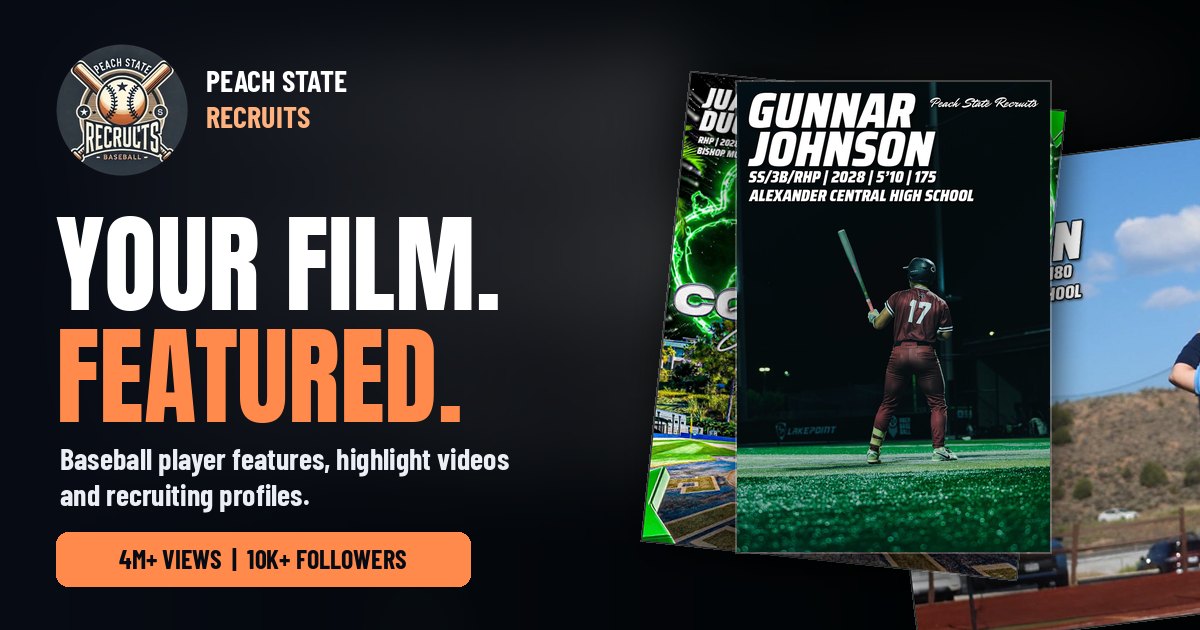 PEACH STATE
RECRUCTS
BASEBALL
S
PEACH STATE
RECRUITS
YOUR FILM.
FEATURED.
Baseball player features, highlight videos
and recruiting profiles.
4M+ VIEWS | 10K+ FOLLOWERS
GUNNAR
JOHNSON
Peach State Recruits
SS/3B/RHP | 2028 | 5'10 | 175
ALEXANDER CENTRAL HIGH SCHOOL
17
LAKEPOINT
RHP |
BISHOP